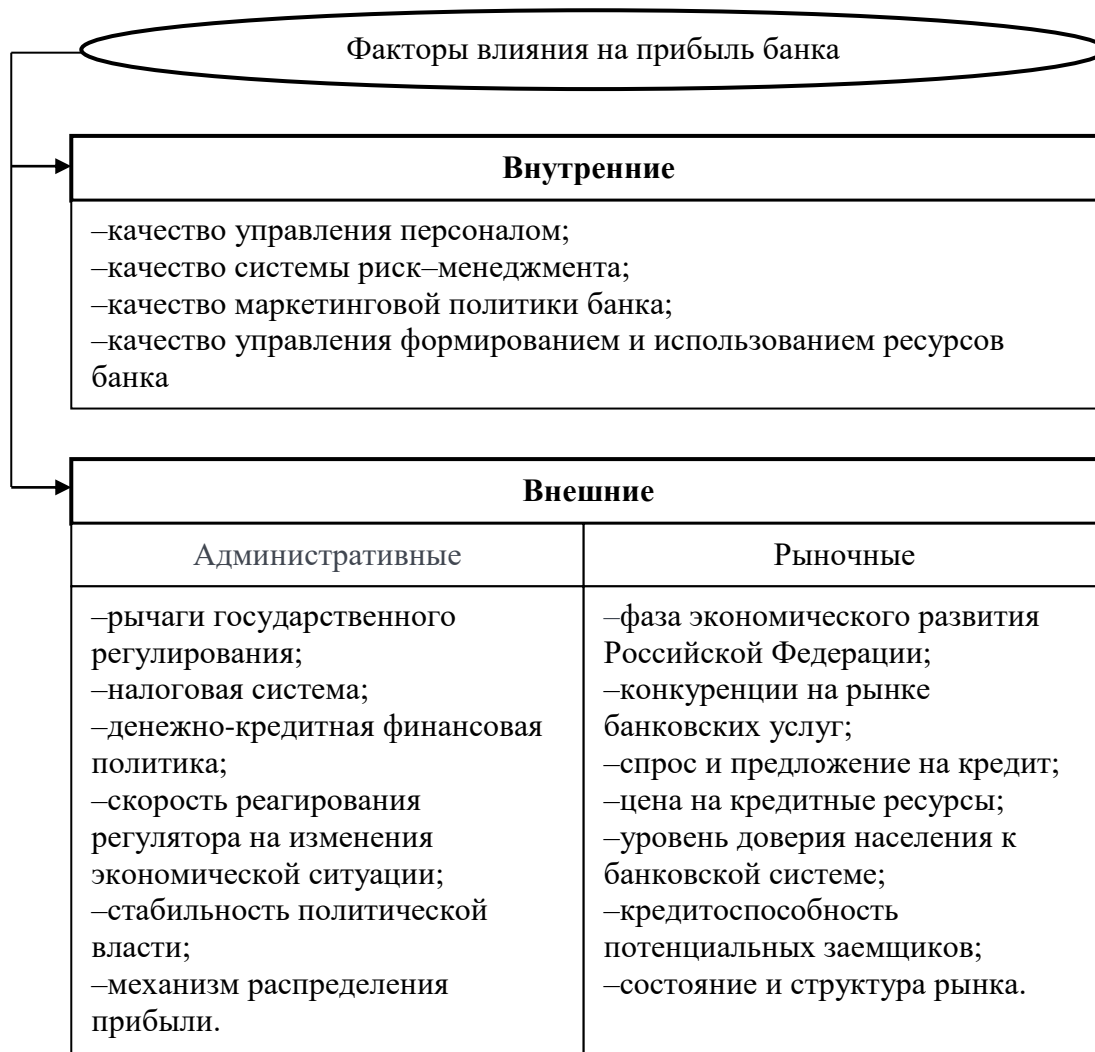 Факторы влияния на прибыль банка
Внутренние
–качество управления персоналом;
–качество системы риск–менеджмента;
–качество маркетинговой политики банка;
–качество управления формированием и использованием ресурсов
банка
Внешние
Административные
–рычаги государственного
регулирования;
–налоговая система;
–денежно-кредитная финансовая
политика;
–скорость реагирования
регулятора на изменения
экономической ситуации;
–стабильность политической
власти;
–механизм распределения
прибыли.
Рыночные
–фаза экономического развития
Российской Федерации;
–конкуренции на рынке
банковских услуг;
–спрос и предложение на кредит;
–цена на кредитные ресурсы;
–уровень доверия населения к
банковской системе;
–кредитоспособность
потенциальных заемщиков;
–состояние и структура рынка.